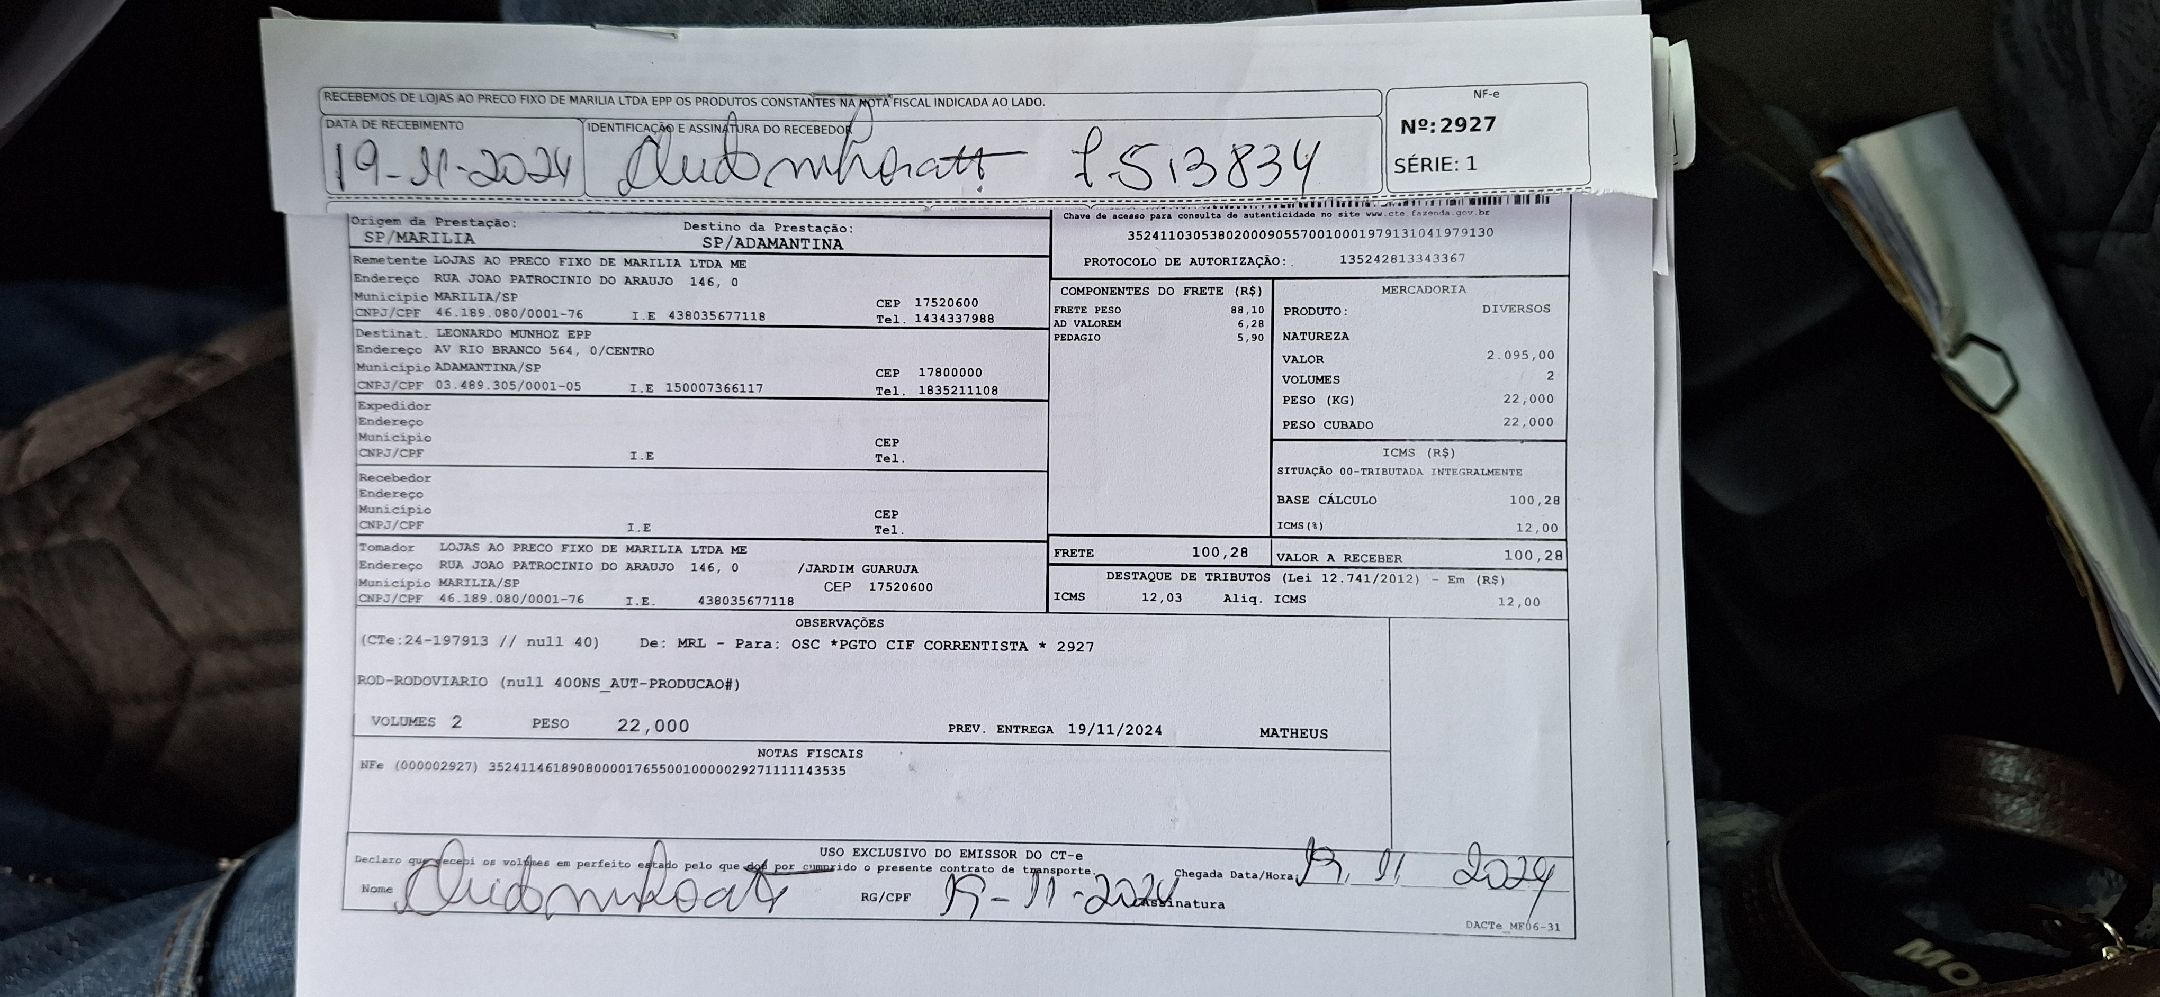 RECEBEMOS DE LOJAS AO PRECO FIXO DE MARILIA LTDA EPP OS PRODUTOS CONSTANTES NA NOTA FISCAL INDICADA AO LADO.
NF-e
Nº: 2927
SÉRIE: 1
DATA DE RECEBIMENTO
19-11-2024
IDENTIFICAÇÃO E ASSINATURA DO RECEBEDOR
Origem da Prestação:
SP/MARILIA
Destino da Prestação:
SP/ADAMANTINA
Chave de acesso para consulta de autenticidade no site www.cte.fazenda.gov.br
35241103053802000905570010001979131041979130
PROTOCOLO DE AUTORIZAÇÃO: 135242813343367
Remetente LOJAS AO PRECO FIXO DE MARILIA LTDA ME
Endereço RUA JOAO PATROCINIO DO ARAUJO 146, 0
Município MARILIA/SP CEP 17520600
CNPJ/CPF 46.189.080/0001-76 I.E 438035677118 Tel. 1434337988
Destinat. LEONARDO MUNHOZ EPP
Endereço AV RIO BRANCO 564, 0/CENTRO
Município ADAMANTINA/SP CEP 17800000
CNPJ/CPF 03.489.305/0001-05 I.E 150007366117 Tel. 1835211108
Expedidor
Endereço
Município CEP
CNPJ/CPF I.E Tel.
Recebedor
Endereço
Município CEP
CNPJ/CPF I.E Tel.
Tomador LOJAS AO PRECO FIXO DE MARILIA LTDA ME
Endereço RUA JOAO PATROCINIO DO ARAUJO 146, 0 /JARDIM GUARUJA
Município MARILIA/SP CEP 17520600
CNPJ/CPF 46.189.080/0001-76 I.E. 438035677118
COMPONENTES DO FRETE (R$)
FRETE PESO 88,10
AD VALOREM 6,28
PEDAGIO 5,90
MERCADORIA
PRODUTO: DIVERSOS
NATUREZA
VALOR 2.095,00
VOLUMES 2
PESO (KG) 22,000
PESO CUBADO 22,000
ICMS (R$)
SITUAÇÃO 00-TRIBUTADA INTEGRALMENTE
BASE CÁLCULO 100,28
ICMS(%) 12,00
FRETE 100,28
VALOR A RECEBER 100,28
DESTAQUE DE TRIBUTOS (Lei 12.741/2012) - Em (R$)
ICMS 12,03 Aliq. ICMS 12,00
OBSERVAÇÕES
(CTe:24-197913 // null 40) De: MRL - Para: OSC *PGTO CIF CORRENTISTA * 2927
ROD-RODOVIARIO (null 400NS_AUT-PRODUCAO#)
VOLUMES 2 PESO 22,000 PREV. ENTREGA 19/11/2024 MATHEUS
NOTAS FISCAIS
NFe (000002927) 35241146189080000176550010000029271111143535
USO EXCLUSIVO DO EMISSOR DO CT-e
Declaro que recebi os volumes em perfeito estado pelo que dou por cumprido o presente contrato de transporte.
Chegada Data/Hora: 19 11 2024
Nome
RG/CPF 19-11-2024
Assinatura
DACTe_MF06-31
MO